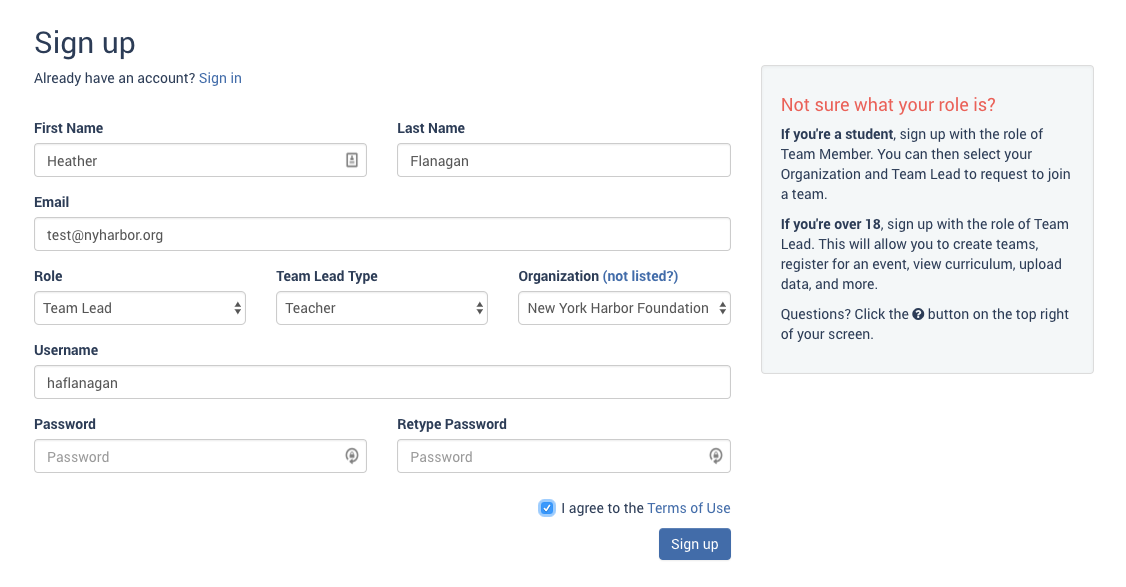 Sign up
Already have an account? Sign in
First Name
Last Name
Heather
Flanagan
Email
test@nyharbor.org
Role
Team Lead Type
Organization (not listed?)
Team Lead
Teacher
New York Harbor Foundation
Username
haflanagan
Password
Retype Password
Password
Password
I agree to the Terms of Use
Sign up
Not sure what your role is?
If you're a student, sign up with the role of
Team Member. You can then select your
Organization and Team Lead to request to join
a team.
If you're over 18, sign up with the role of Team
Lead. This will allow you to create teams,
register for an event, view curriculum, upload
data, and more.
Questions? Click the ? button on the top right
of your screen.